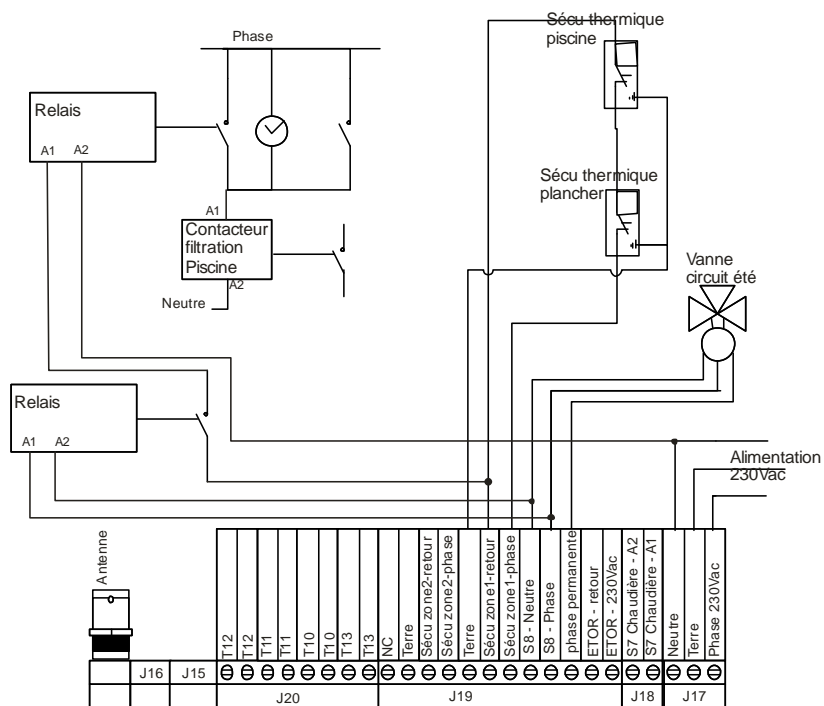 Phase
Relais
A1
A2
A1
Contacteur
filtration
Piscine
A2
Neutre
Sécu thermique
piscine
Sécu thermique
plancher
Vanne
circuit été
Relais
A1
A2
Alimentation
230Vac
Antenne
T12
T12
T11
T11
T10
T10
T13
T13
NC
Terre
Sécu zone2-retour
Sécu zone2-phase
Terre
Sécu zone1-retour
Sécu zone1-phase
S8 - Neutre
S8 - Phase
phase permanente
ETOR - retour
ETOR - 230Vac
S7 Chaudière - A2
S7 Chaudière - A1
Neutre
Terre
Phase 230Vac
J16
J15
J20
J19
J18
J17